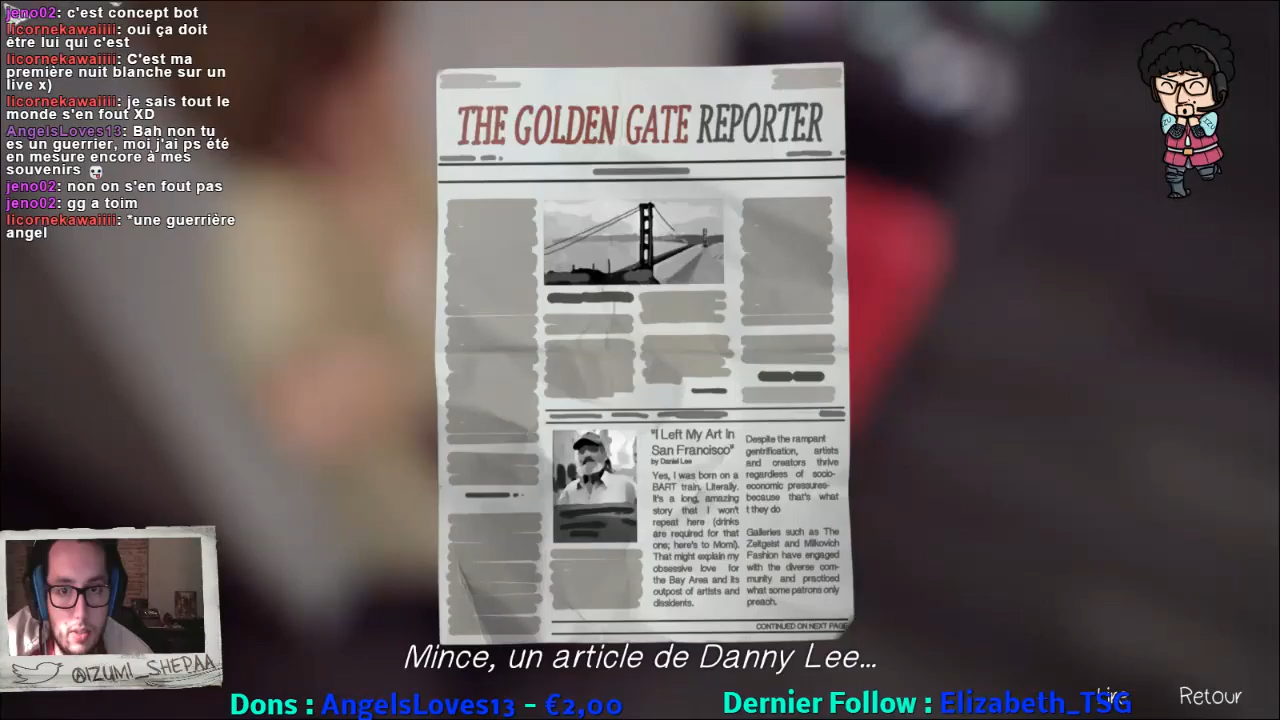 jeno02: c'est concept bot
licornekawaiiii: oui ça doit
être lui qui c'est
licornekawaiiii: C'est ma
première nuit blanche sur un
live x)
licornekawaiiii: je sais tout le
monde s'en fout XD
AngelsLoves13: Bah non tu
es un guerrier, moi j'ai ps été
en mesure encore à mes
souvenirs
jeno02: non on s'en fout pas
jeno02: gg a toim
licornekawaiiii: *une guerrière
angel
THE GOLDEN GATE REPORTER
"I Left My Art In
San Francisco"
by Daniel Lee
Yes, I was born on a
BART train. Literally.
It's a long, amazing
story that I won't
repeat here (drinks
are required for that
one; here's to Mom!).
That might explain my
obsessive love for
the Bay Area and its
outpost of artists and
dissidents.
Despite the rampant
gentrification, artists
and creators thrive
regardless of socio-
economic pressures-
because that's what
t they do
Galleries such as The
Zeitgeist and Milkovich
Fashion have engaged
with the diverse com-
munity and practiced
what some patrons only
preach.
CONTINUED ON NEXT PAGE
IZU
IZU
@IZUMI_SHEPAA
Mince, un article de Danny Lee...
Lire
Retour
Dons : AngelsLoves13 - €2,00
Dernier Follow : Elizabeth_TSG